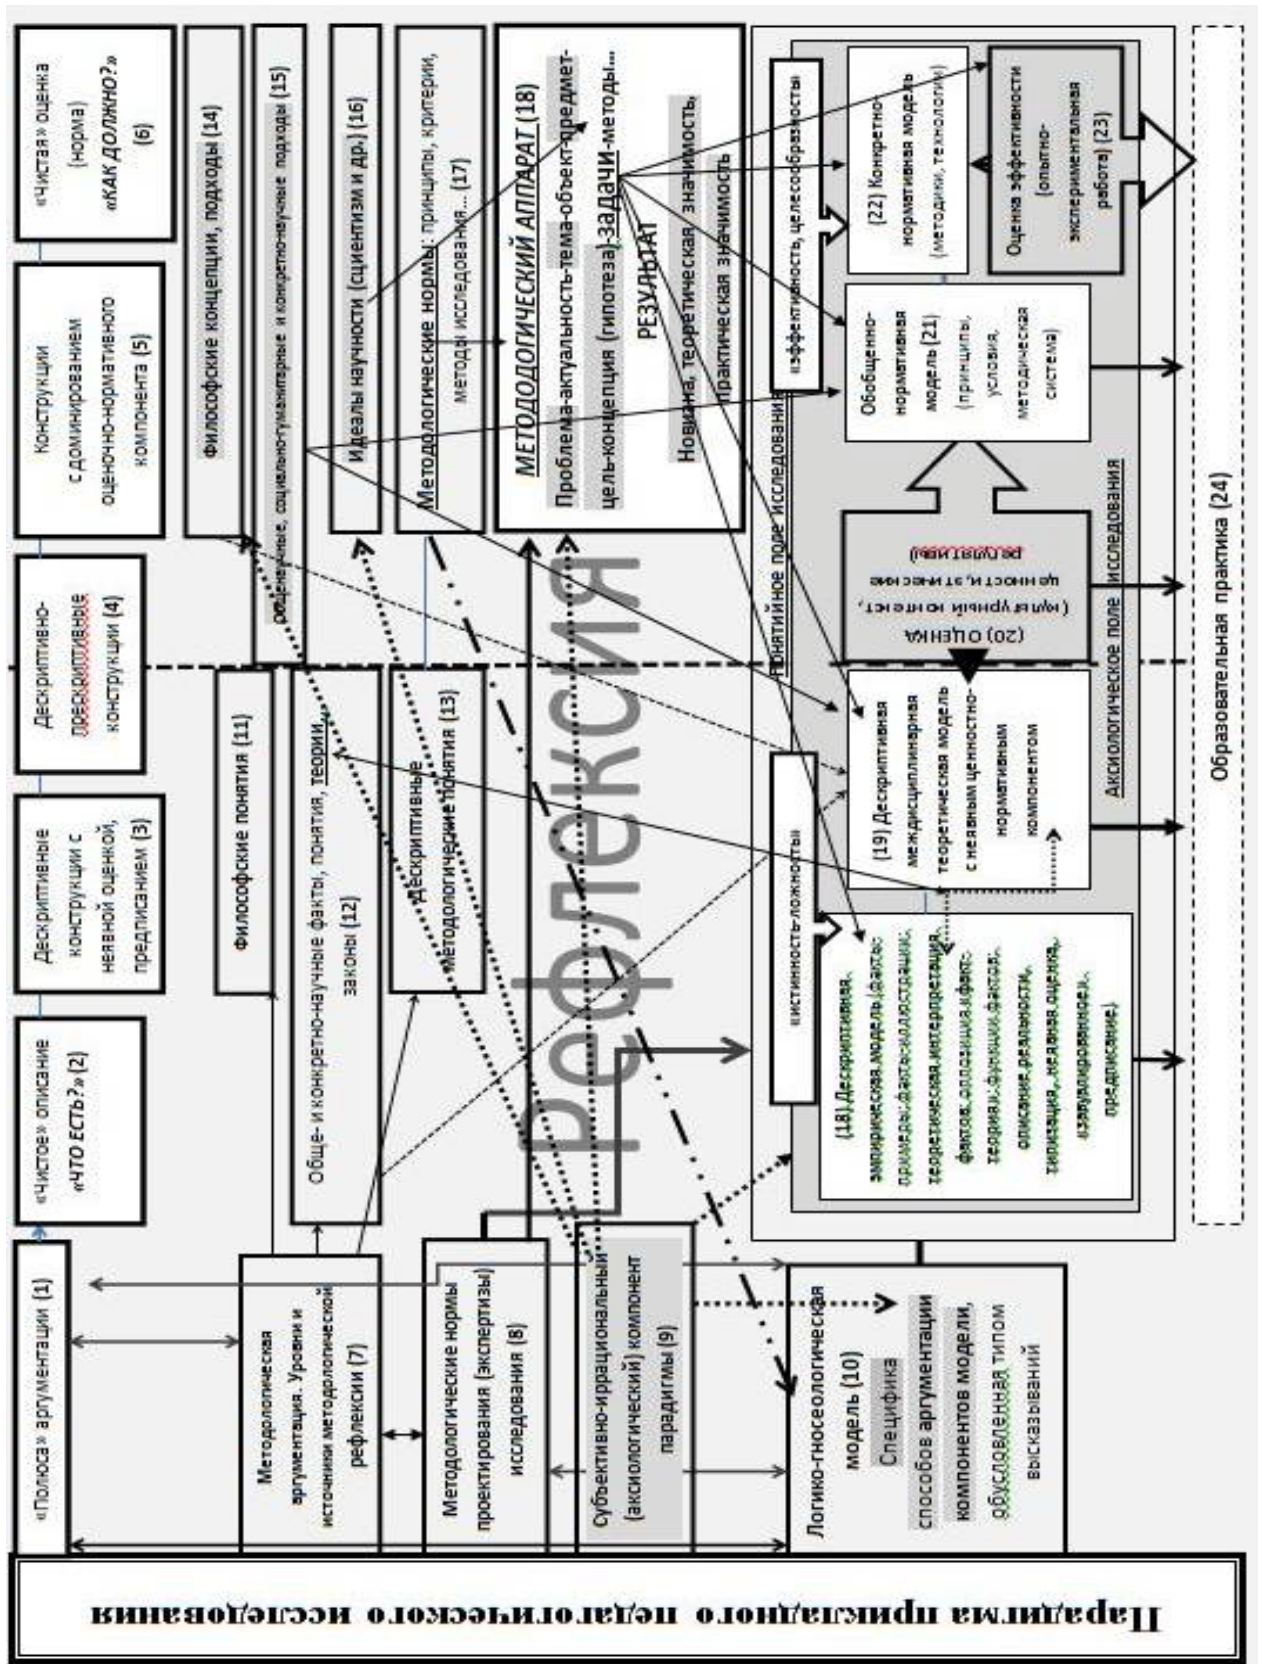 Парадигма прикладного педагогического исследования
«Полюса» аргументации (1)
«Чистое» описание
«ЧТО ЕСТЬ?» (2)
Дескриптивные
конструкции с
неявной оценкой,
предписанием (3)
Дескриптивно-
прескриптивные
конструкции (4)
Конструкции
с доминированием
оценочно-нормативного
компонента (5)
«Чистая» оценка
(норма)
«КАК ДОЛЖНО?»
(6)
Методологическая
аргументация. Уровни и
источники методологической
рефлексии (7)
Философские понятия (11)
Философские концепции, подходы (14)
Обще- и конкретно-научные факты, понятия, теории,
законы (12)
Общенаучные, социально-гуманитарные и конкретно-научные подходы (15)
Дескриптивные
методологические понятия (13)
Идеалы научности (сциентизм и др.) (16)
Методологические нормы: принципы, критерии,
методы исследования... (17)
Методологические нормы
проектирования (экспертизы)
исследования (8)
Рефлексия
МЕТОДОГИЧЕСКИЙ АППАРАТ (18)
Проблема-актуальность-тема-объект-предмет-
цель-концепция (гипотеза)-задачи-методы...
РЕЗУЛЬТАТ
Новизна, теоретическая значимость,
практическая значимость
Субъективно-иррациональный
(аксиологический) компонент
парадигмы (9)
Логико-гносеологическая
модель (10)
Специфика
способов аргументации
компонентов модели,
обусловленная типом
высказываний
Понятийное поле исследования
«истинность-ложность»
«эффективность, целесообразность»
(18) Дескриптивная
эмпирическая модель (факты:
примеры, факты-иллюстрации;
теоретическая интерпретация
фактов; оппозиция «факт-
теория»; функции фактов;
описание реальности,
типизация, неявная оценка,
«завуалированное»
предписание)
(19) Дескриптивная
междисциплинарная
теоретическая модель
с неявным ценностно-
нормативным
компонентом
(20) ОЦЕНКА
(культурный контекст,
ценности, этические
регулятивы)
Обобщенно-
нормативная
модель (21)
(принципы,
условия,
методическая
система)
(22) Конкретно-
нормативная модель
(методики, технологии)
Оценка эффективности
(опытно-
экспериментальная
работа) (23)
Аксиологическое поле исследования
Образовательная практика (24)